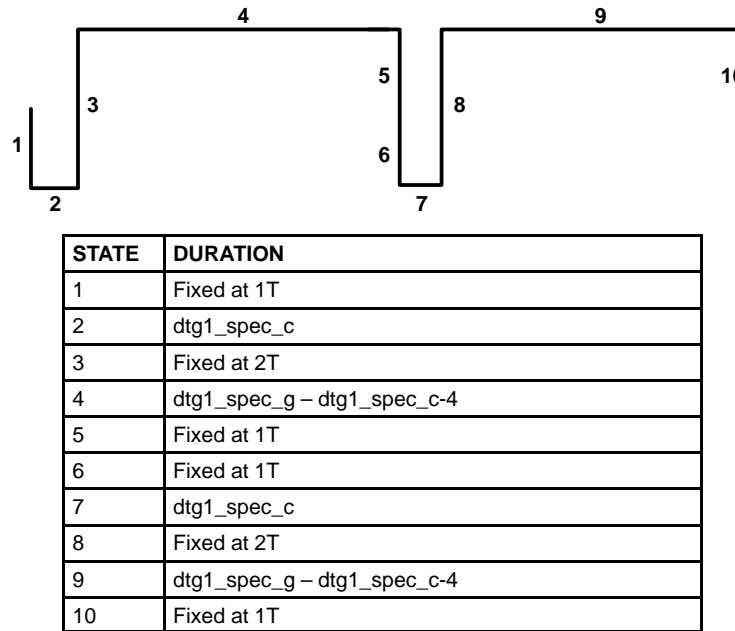 4
9
5
10
3
8
1
6
2
7
STATE DURATION
1 Fixed at 1T
2 dtg1_spec_c
3 Fixed at 2T
4 dtg1_spec_g – dtg1_spec_c-4
5 Fixed at 1T
6 Fixed at 1T
7 dtg1_spec_c
8 Fixed at 2T
9 dtg1_spec_g – dtg1_spec_c-4
10 Fixed at 1T